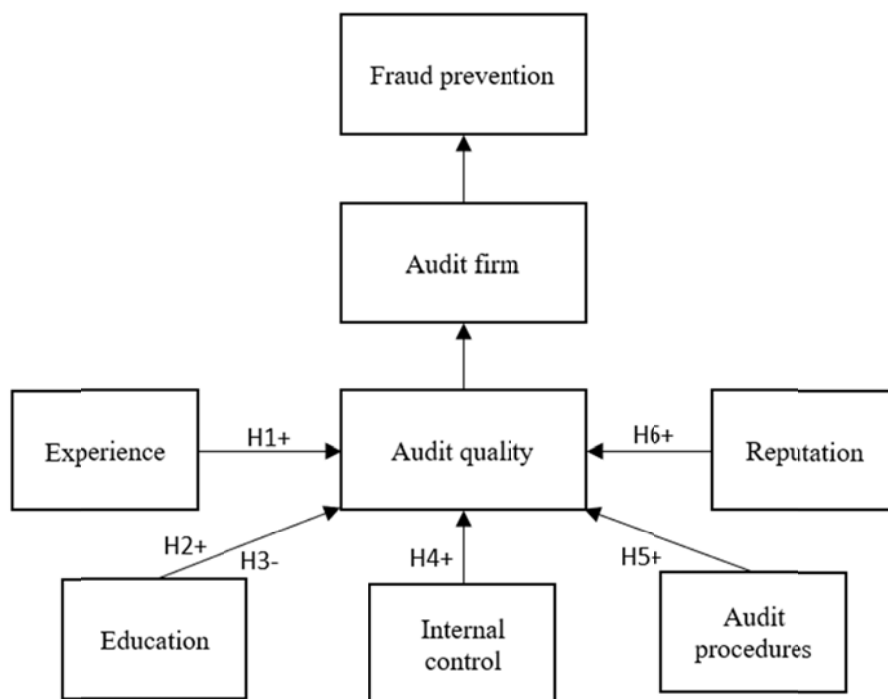 Fraud prevention
Audit firm
Experience
H1+
Audit quality
H6+
Reputation
H2+
H3-
H4+
H5+
Education
Internal
control
Audit
procedures